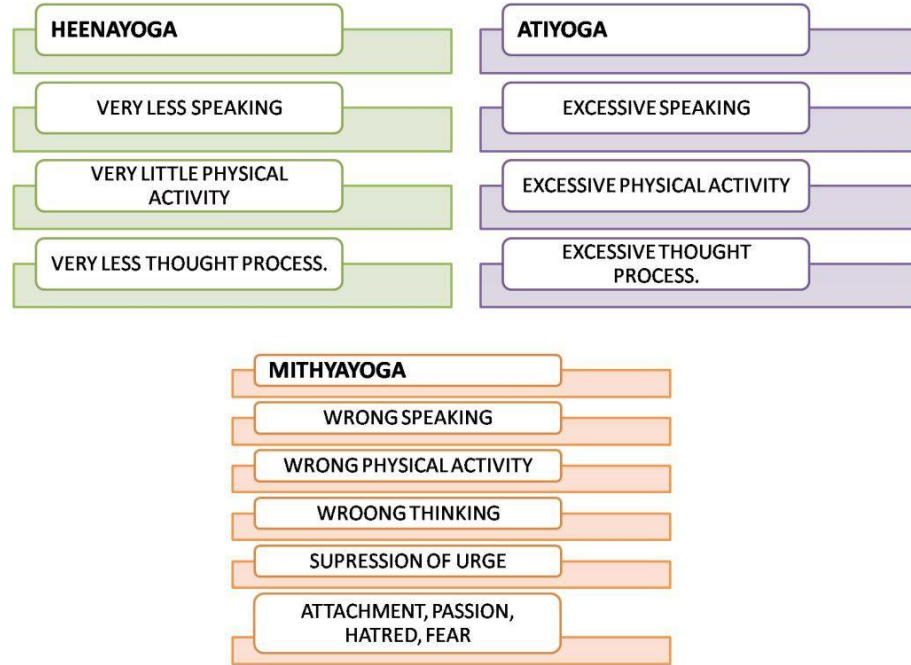 HEENAYOGA
VERY LESS SPEAKING
VERY LITTLE PHYSICAL
ACTIVITY
VERY LESS THOUGHT PROCESS.
ATIYOGA
EXCESSIVE SPEAKING
EXCESSIVE PHYSICAL ACTIVITY
EXCESSIVE THOUGHT
PROCESS.
MITHYAYOGA
WRONG SPEAKING
WRONG PHYSICAL ACTIVITY
WROONG THINKING
SUPRESSION OF URGE
ATTACHMENT, PASSION,
HATRED, FEAR